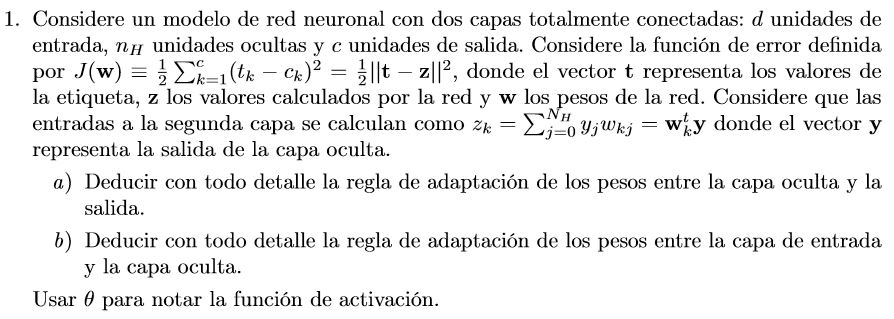 1. Considere un modelo de red neuronal con dos capas totalmente conectadas: d unidades de
entrada, n_H unidades ocultas y c unidades de salida. Considere la función de error definida
por J(w) ≡ ½ ∑_{k=1}^{c}(t_k − c_k)² = ½||t − z||², donde el vector t representa los valores de
la etiqueta, z los valores calculados por la red y w los pesos de la red. Considere que las
entradas a la segunda capa se calculan como z_k = ∑_{j=0}^{N_H} y_j w_{kj} = w_k^t y donde el vector y
representa la salida de la capa oculta.
a) Deducir con todo detalle la regla de adaptación de los pesos entre la capa oculta y la
salida.
b) Deducir con todo detalle la regla de adaptación de los pesos entre la capa de entrada
y la capa oculta.
Usar θ para notar la función de activación.